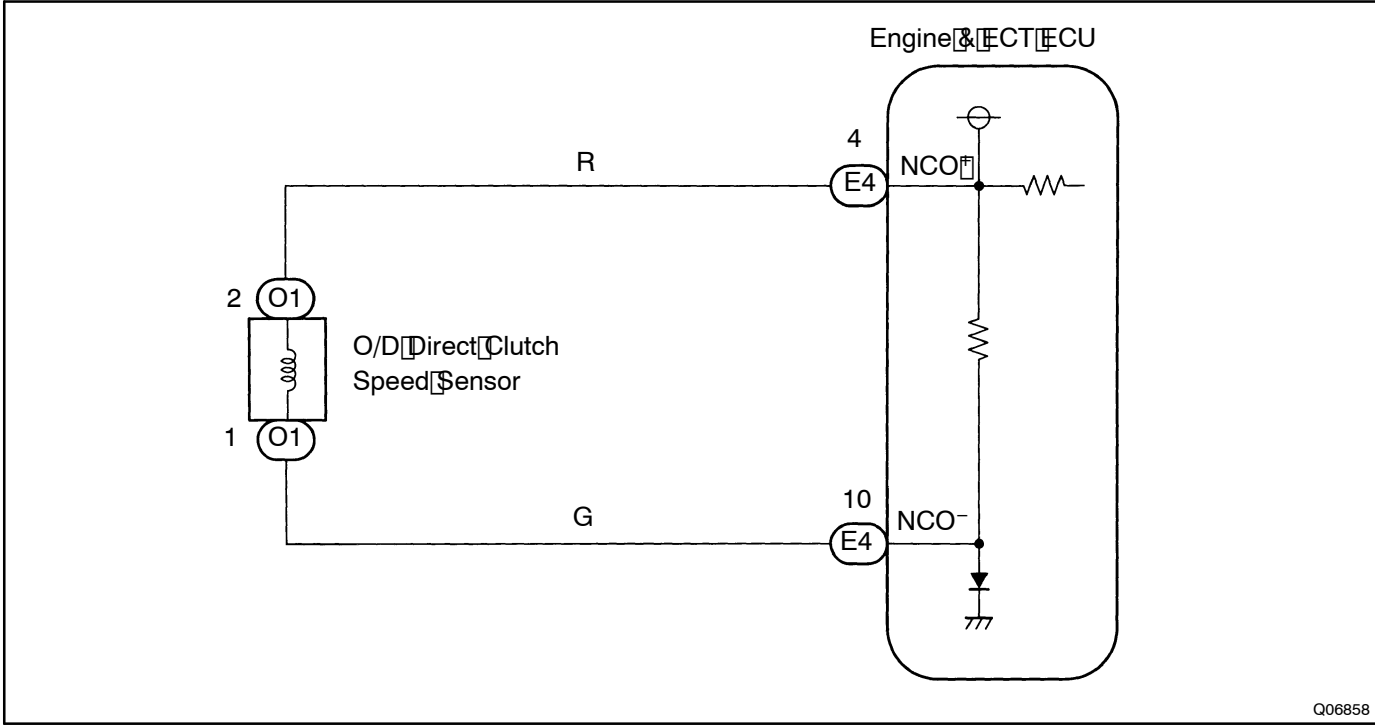 Engine & ECT ECU
4
R
E4
NCO+
2
O1
O/D Direct Clutch
Speed Sensor
1
O1
10
G
NCO−
E4
Q06858